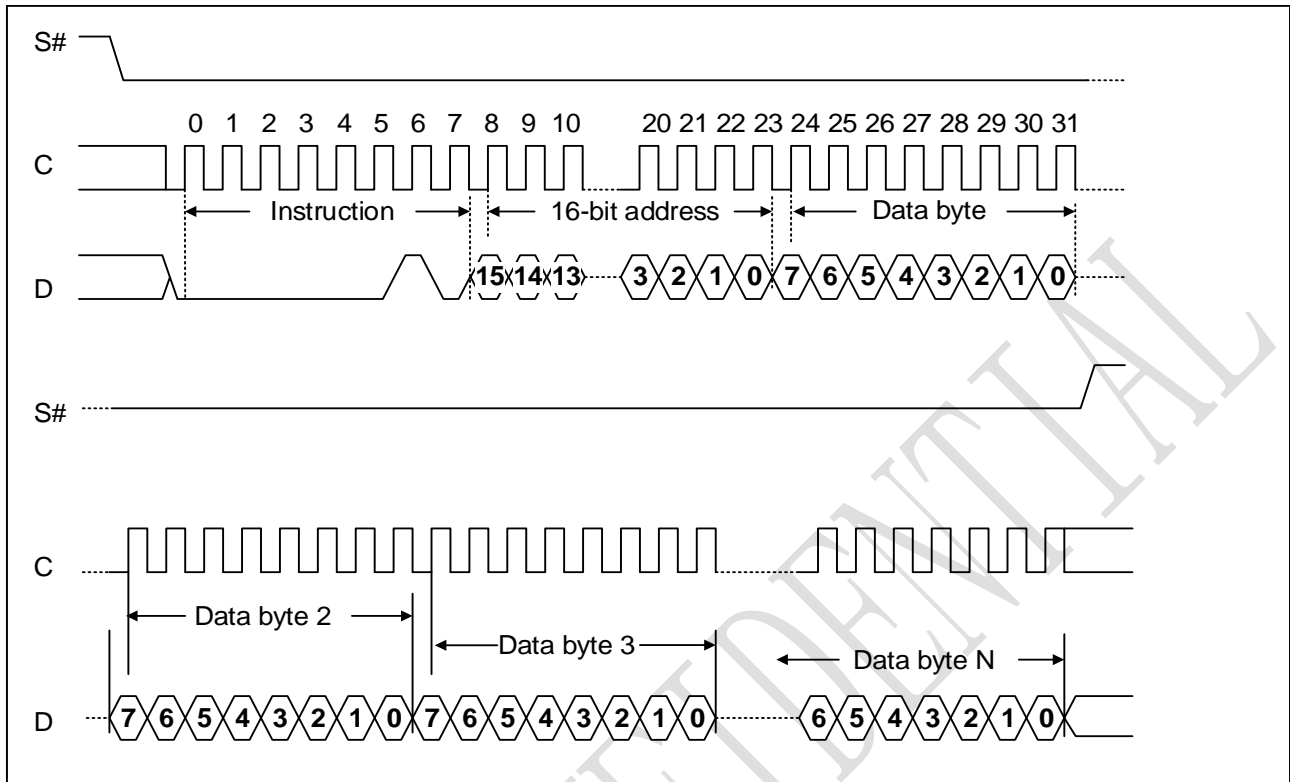 S#
0 1 2 3 4 5 6 7 8 9 10 20 21 22 23 24 25 26 27 28 29 30 31
C
Instruction 16-bit address Data byte
D 15 14 13 3 2 1 0 7 6 5 4 3 2 1 0
S#
C
Data byte 2 Data byte 3 Data byte N
D 7 6 5 4 3 2 1 0 7 6 5 4 3 2 1 0 6 5 4 3 2 1 0